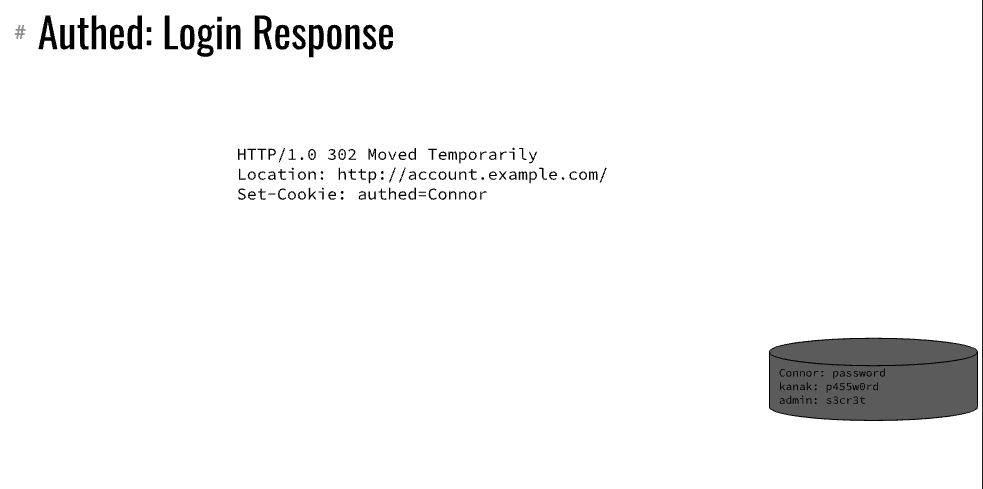 # Authed: Login Response
HTTP/1.0 302 Moved Temporarily
Location: http://account.example.com/
Set-Cookie: authed=Connor
Connor: password
kanak: p455w0rd
admin: s3cr3t